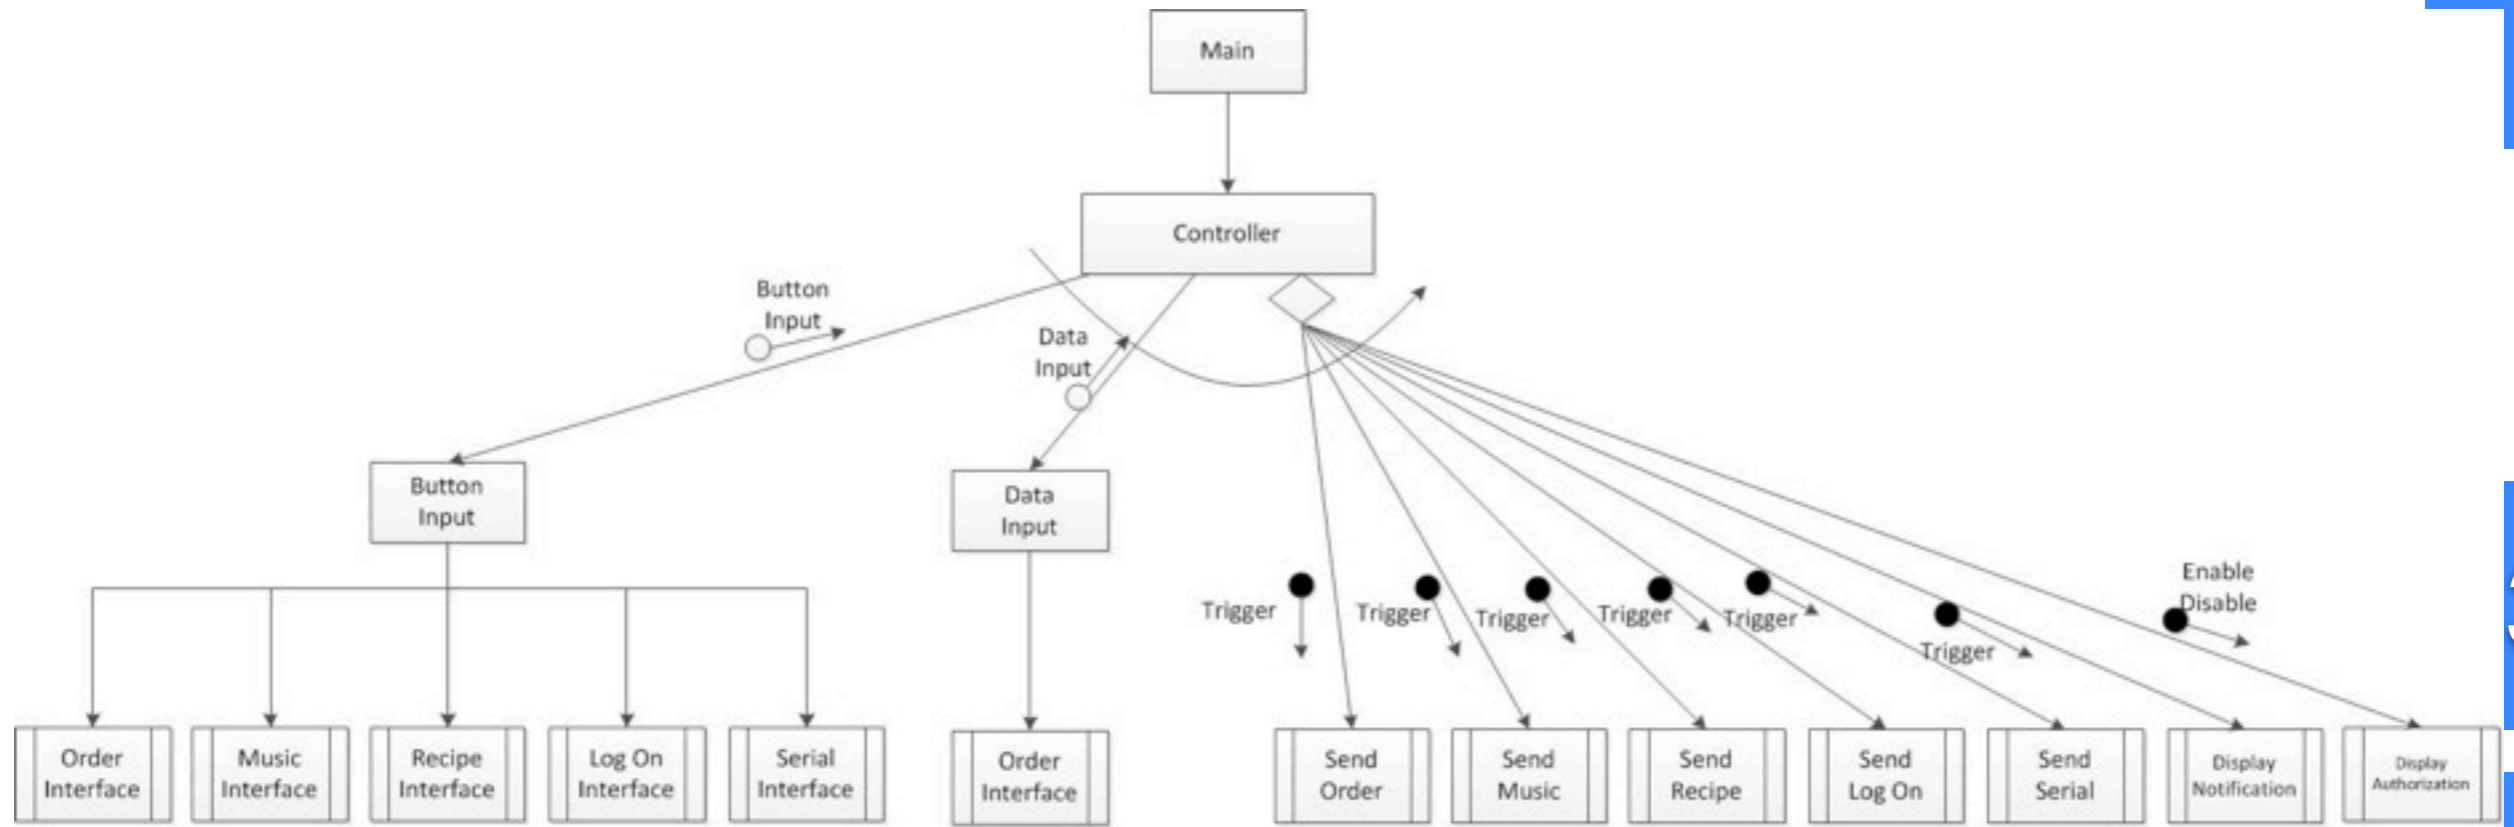 Main
Controller
Button
Input
Data
Input
Button
Input
Data
Input
Trigger
Trigger
Trigger
Trigger
Trigger
Trigger
Enable
Disable
Order
Interface
Music
Interface
Recipe
Interface
Log On
Interface
Serial
Interface
Order
Interface
Send
Order
Send
Music
Send
Recipe
Send
Log On
Send
Serial
Display
Notification
Display
Authorization